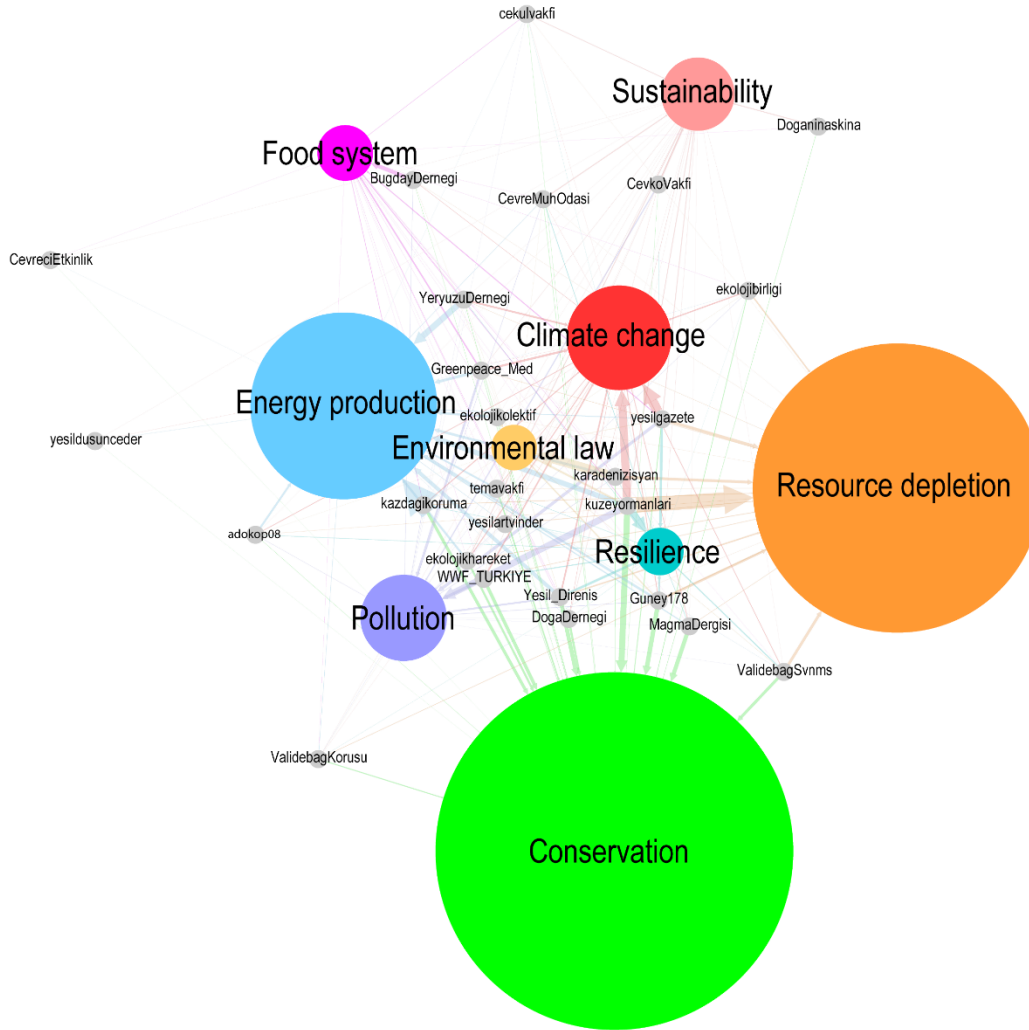 cekulvakfi
Sustainability
Doganinaskina
Food system
BugdayDernegi
CevreMuhOdasi
CevkoVakfi
CevreciEtkinlik
ekolojibirligi
YeryuzuDernegi
Climate change
Greenpeace_Med
Energy production
ekolojikolektif
yesilgazete
yesildusunceder
Environmental law
karadenizisyan
Resource depletion
temavakfi
kazdagikoruma
kuzeyormanlari
yesilartvinder
adokop08
Resilience
ekolojikhareket
WWF_TURKIYE
Yesil_Direnis
Guney178
Pollution
DogaDernegi
MagmaDergisi
ValidebagSvnms
ValidebagKorusu
Conservation